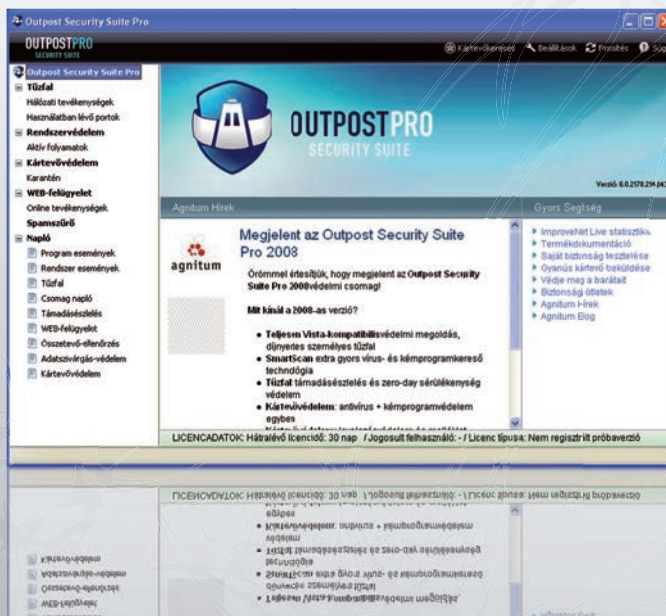 Outpost Security Suite Pro
OUTPOSTPRO
SECURITY SUITE
Kártevőkeresés
Beállítások
Frissítés
Súg
Outpost Security Suite Pro
Tűzfal
Hálózati tevékenységek
Használatban lévő portok
Rendszervédelem
Aktív folyamatok
Kártevővédelem
Karantén
WEB-felügyelet
Online tevékenységek
Spamszűrő
Napló
Program események
Rendszer események
Tűzfal
Csomag napló
Támadásészlelés
WEB-felügyelet
Összetevő-ellenőrzés
Adatszivárgás-védelem
Kártevővédelem
OUTPOSTPRO
SECURITY SUITE
Verzió:
Agnitum Hírek
agnitum
Megjelent az Outpost Security Suite
Pro 2008
Örömmel értesítjük, hogy megjelent az Outpost Security
Suite Pro 2008védelmi csomag!
Mit kínál a 2008-as verzió?
• Teljesen Vista-kompatibilisvédelmi megoldás,
díjnyertes személyes tűzfal
• SmartScan extra gyors vírus- és kémprogramkereső
technológia
• Tűzfal támadásészlelés és zero-day sérülékenység
védelem
• Kártevővédelem: antivírus + kémprogramvédelem
egyben
Gyors Segtség
ImproveNet Live statisztika
Termékdokumentáció
Saját biztonság tesztelése
Gyanús kártevő beküldése
Védje meg a barátait
Biztonsági ötletek
Agnitum Hírek
Agnitum Blog
LICENCADATOK: Hátralévő licencidő: 30 nap / Jogosult felhasználó: - / Licenc típusa: Nem regisztrált próbaverzió